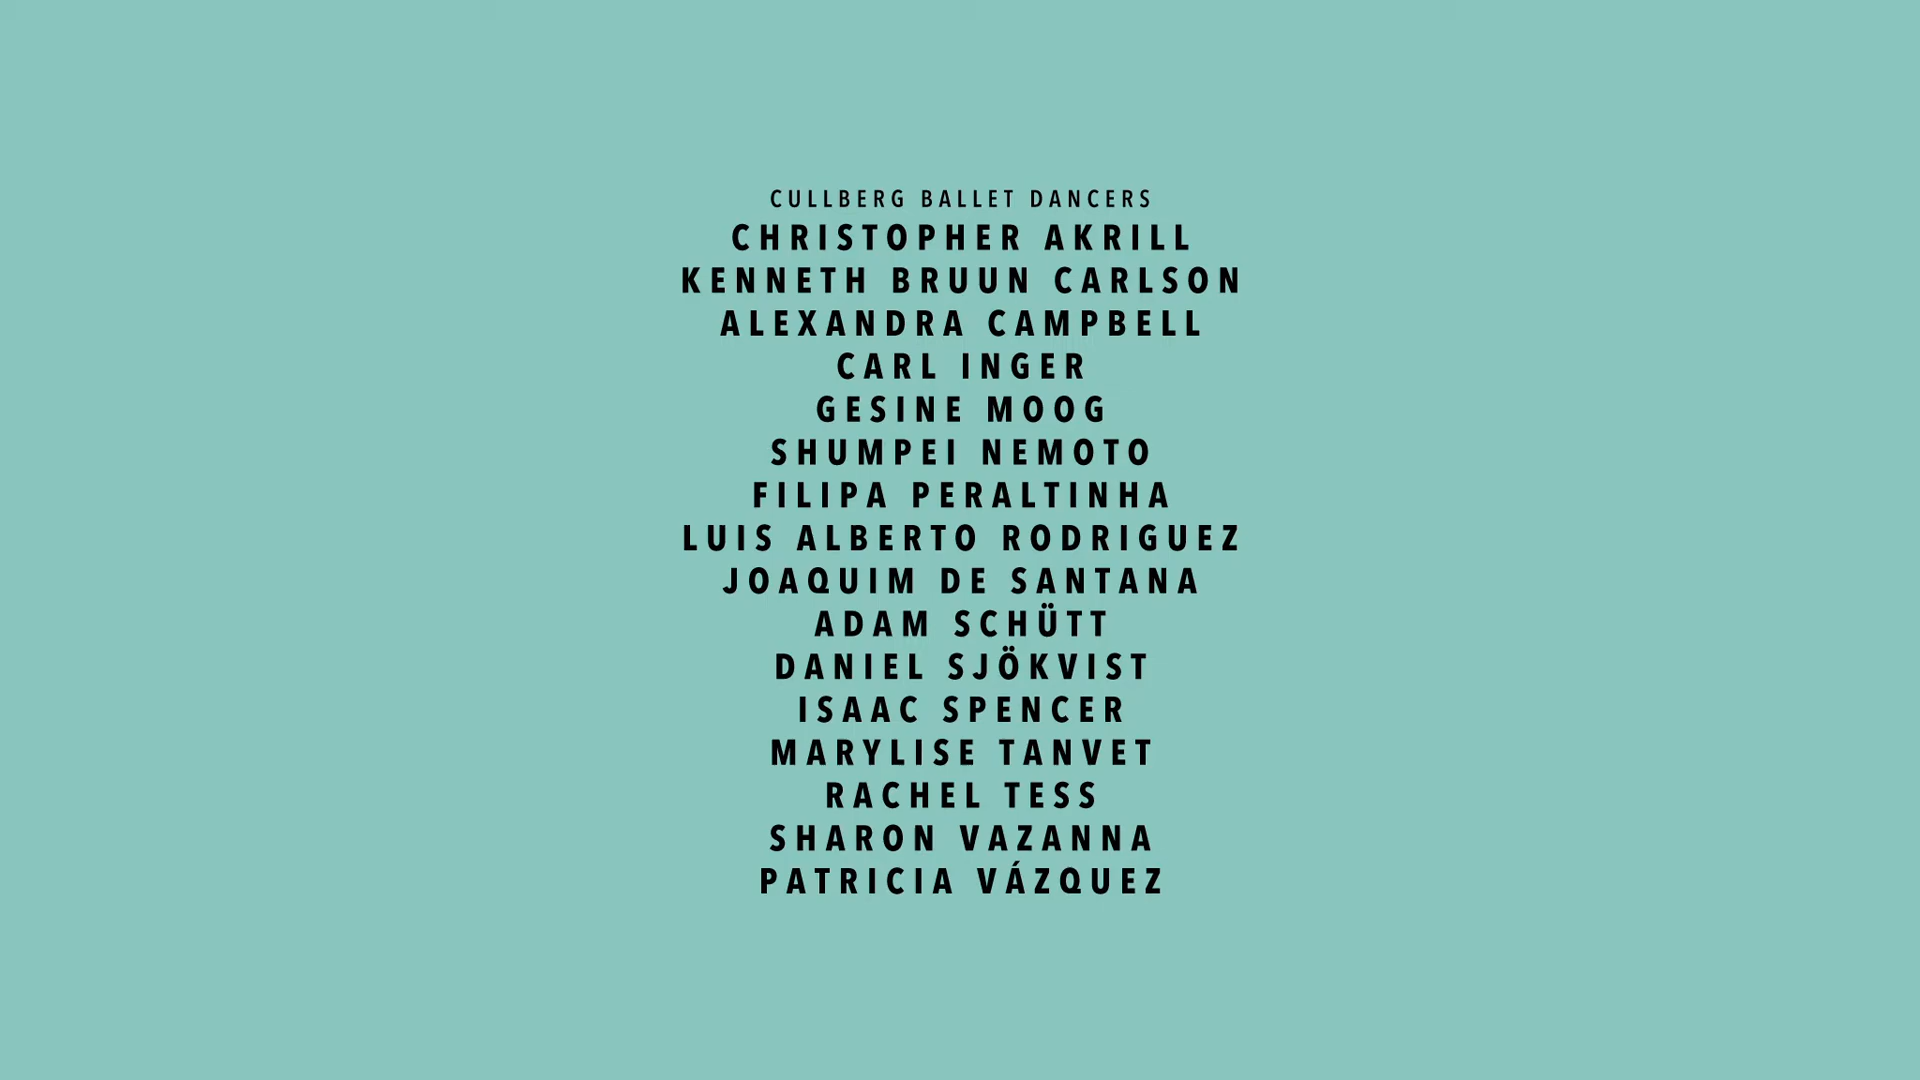 CULLBERG BALLET DANCERS
CHRISTOPHER AKRILL
KENNETH BRUUN CARLSON
ALEXANDRA CAMPBELL
CARL INGER
GESINE MOOG
SHUMPEI NEMOTO
FILIPA PERALTINHA
LUIS ALBERTO RODRIGUEZ
JOAQUIM DE SANTANA
ADAM SCHÜTT
DANIEL SJÖKVIST
ISAAC SPENCER
MARYLISE TANVET
RACHEL TESS
SHARON VAZANNA
PATRICIA VÁZQUEZ